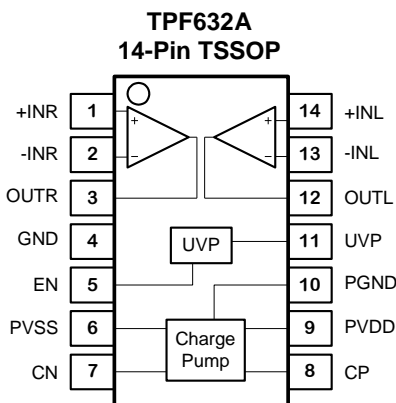 TPF632A
14-Pin TSSOP
+INR 1 + + 14 +INL
-INR 2 − − 13 -INL
OUTR 3 12 OUTL
GND 4 UVP 11 UVP
EN 5 10 PGND
PVSS 6 Charge 9 PVDD
CN 7 Pump 8 CP